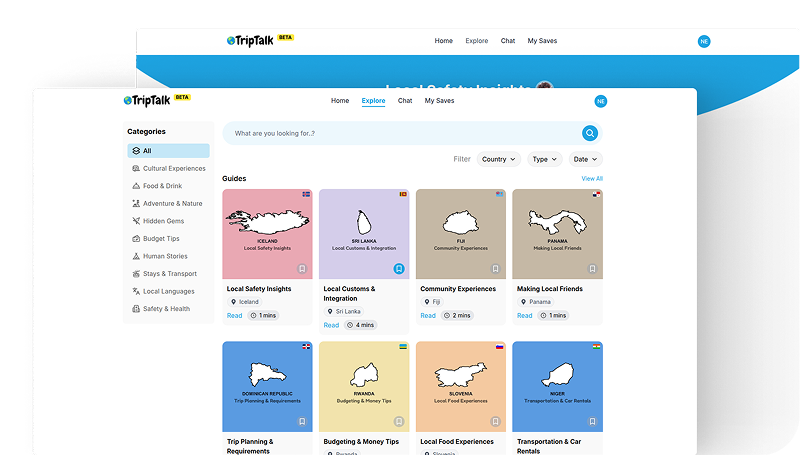 TripTalk BETA
Home Explore Chat My Saves
NE
Local Safety Insights
TripTalk BETA
Home Explore Chat My Saves
NE
Categories
All
Cultural Experiences
Food & Drink
Adventure & Nature
Hidden Gems
Budget Tips
Human Stories
Stays & Transport
Local Languages
Safety & Health
What are you looking for..?
Filter Country Type Date
Guides
View All
ICELAND
Local Safety Insights
Local Safety Insights
Iceland
Read 1 mins
SRI LANKA
Local Customs & Integration
Local Customs &
Integration
Sri Lanka
Read 4 mins
FIJI
Community Experiences
Community Experiences
Fiji
Read 2 mins
PANAMA
Making Local Friends
Making Local Friends
Panama
Read 1 mins
DOMINICAN REPUBLIC
Trip Planning & Requirements
Trip Planning &
Requirements
RWANDA
Budgeting & Money Tips
Budgeting & Money Tips
Rwanda
SLOVENIA
Local Food Experiences
Local Food Experiences
Slovenia
NIGER
Transportation & Car Rentals
Transportation & Car
Rentals